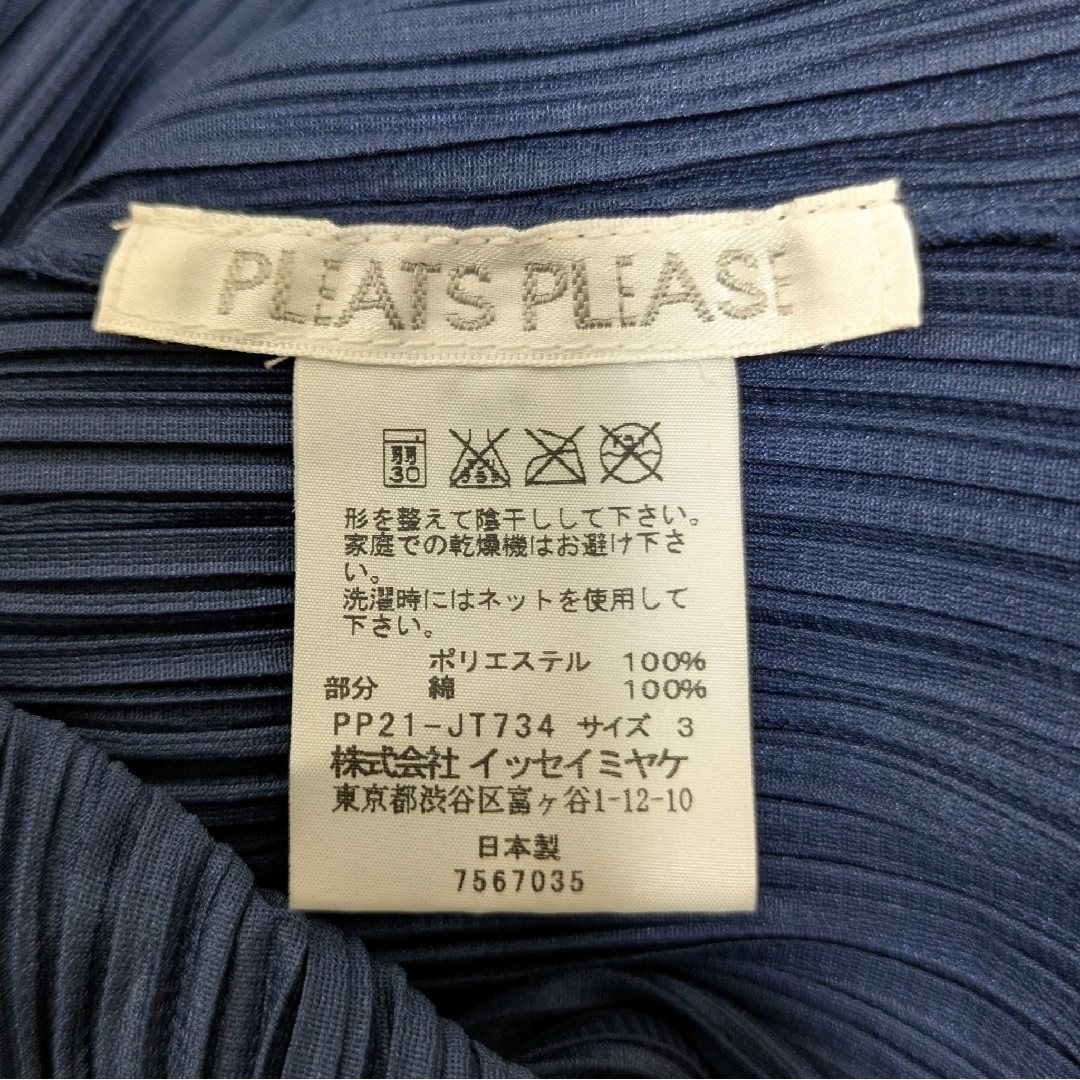 PLEATS PLEASE
弱
30
形を整えて陰干しして下さい。
家庭での乾燥機はお避け下さ
い。
洗濯時にはネットを使用して
下さい。
ポリエステル 100%
部分 綿 100%
PP21-JT734 サイズ 3
株式会社 イッセイミヤケ
東京都渋谷区富ヶ谷1-12-10
日本製
7567035